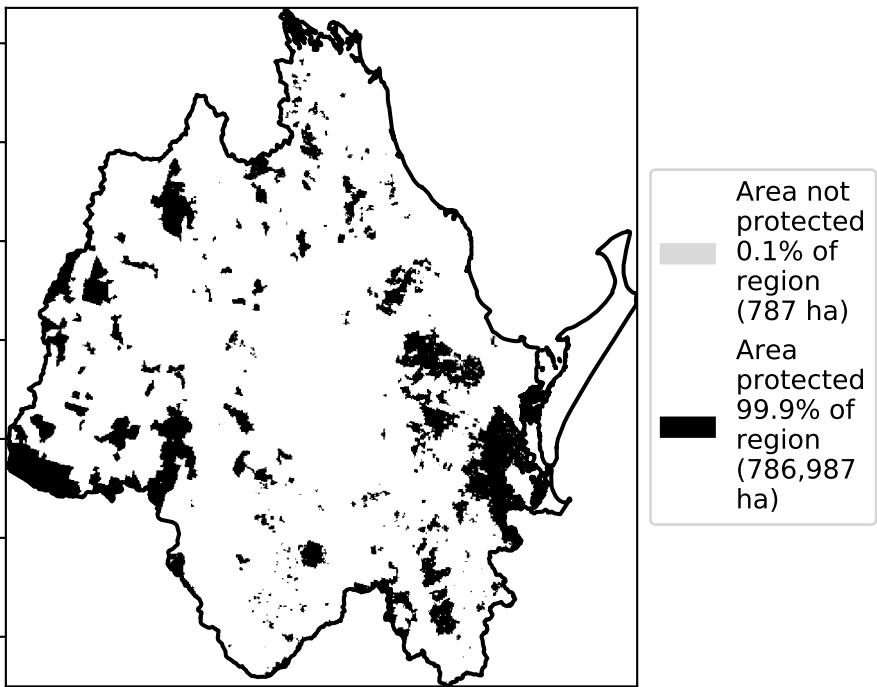 Area not
protected
0.1% of
region
(787 ha)
Area
protected
99.9% of
region
(786,987
ha)